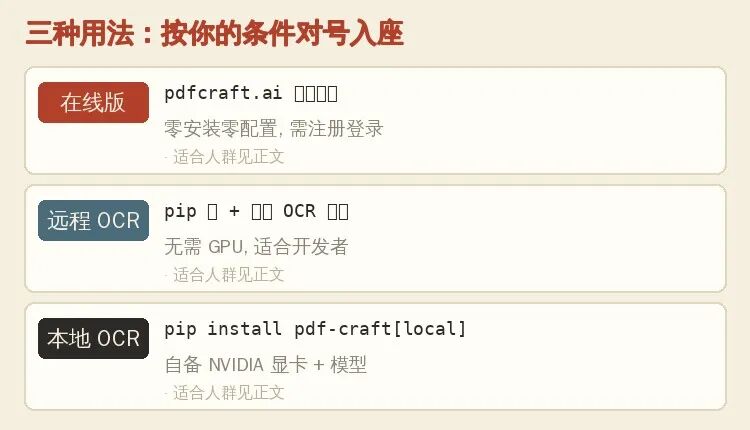 三种用法：按你的条件对号入座
在线版
pdfcraft.ai
零安装零配置, 需注册登录
· 适合人群见正文
远程 OCR
pip + OCR
无需 GPU, 适合开发者
· 适合人群见正文
本地 OCR
pip install pdf-craft[local]
自备 NVIDIA 显卡 + 模型
· 适合人群见正文